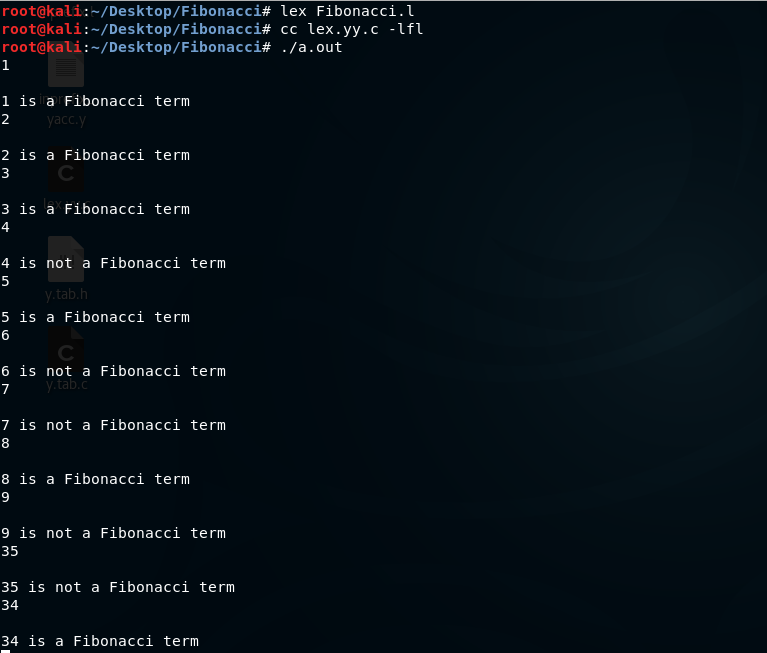 root@kali:~/Desktop/Fibonacci# lex Fibonacci.l
root@kali:~/Desktop/Fibonacci# cc lex.yy.c -lfl
root@kali:~/Desktop/Fibonacci# ./a.out
1
1 is a Fibonacci term
yacc.y
2
2 is a Fibonacci term
3
3 is a Fibonacci term
4
4 is not a Fibonacci term
5
y.tab.h
5 is a Fibonacci term
6
6 is not a Fibonacci term
y.tab.c
7
7 is not a Fibonacci term
8
8 is a Fibonacci term
9
9 is not a Fibonacci term
35
35 is not a Fibonacci term
34
34 is a Fibonacci term